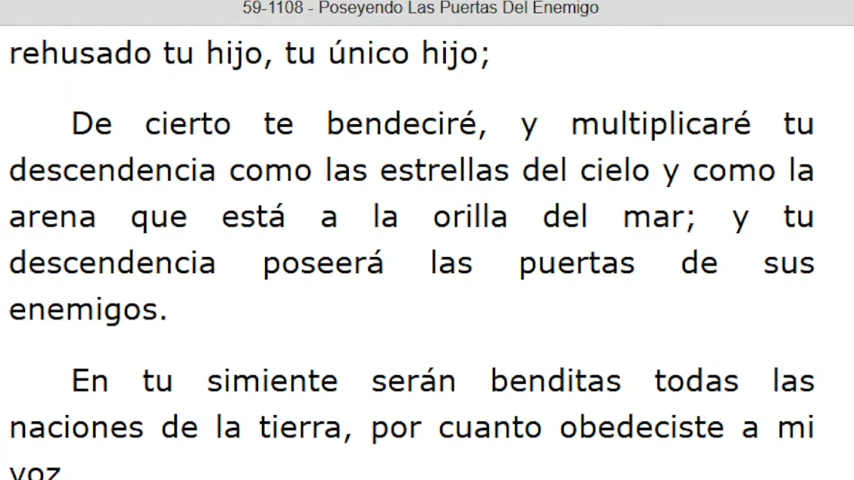 59-1108 - Poseyendo Las Puertas Del Enemigo
rehusado tu hijo, tu único hijo;
De cierto te bendeciré, y multiplicaré tu
descendencia como las estrellas del cielo y como la
arena que está a la orilla del mar; y tu
descendencia poseerá las puertas de sus
enemigos.
En tu simiente serán benditas todas las
naciones de la tierra, por cuanto obedeciste a mi
voz